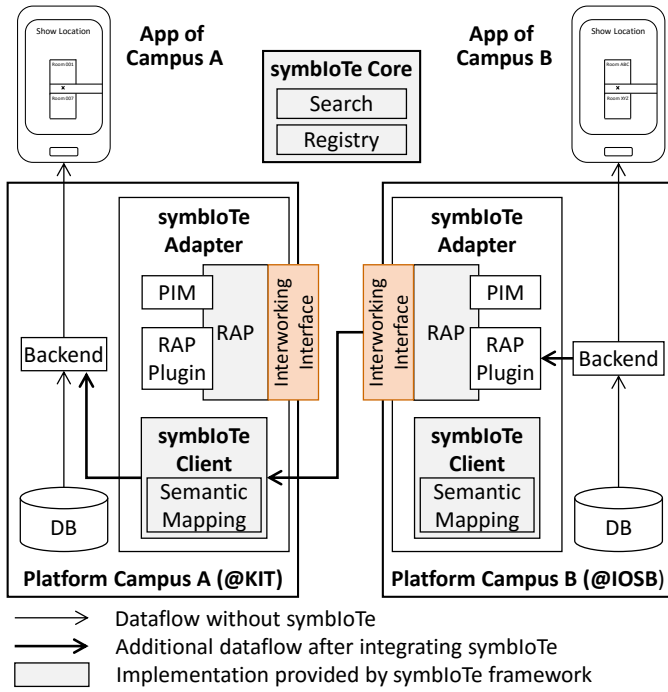 App of
Campus A
App of
Campus B
Show Location
Room 001
Room 007
Show Location
Room ABC
Room XYZ
symbIoTe Core
Search
Registry
symbIoTe
Adapter
PIM
RAP
RAP
Plugin
Interworking
Interface
Backend
symbIoTe
Client
Semantic
Mapping
DB
Platform Campus A (@KIT)
symbIoTe
Adapter
Interworking
Interface
PIM
RAP
RAP
Plugin
Backend
symbIoTe
Client
Semantic
Mapping
DB
Platform Campus B (@IOSB)
Dataflow without symbIoTe
Additional dataflow after integrating symbIoTe
Implementation provided by symbIoTe framework